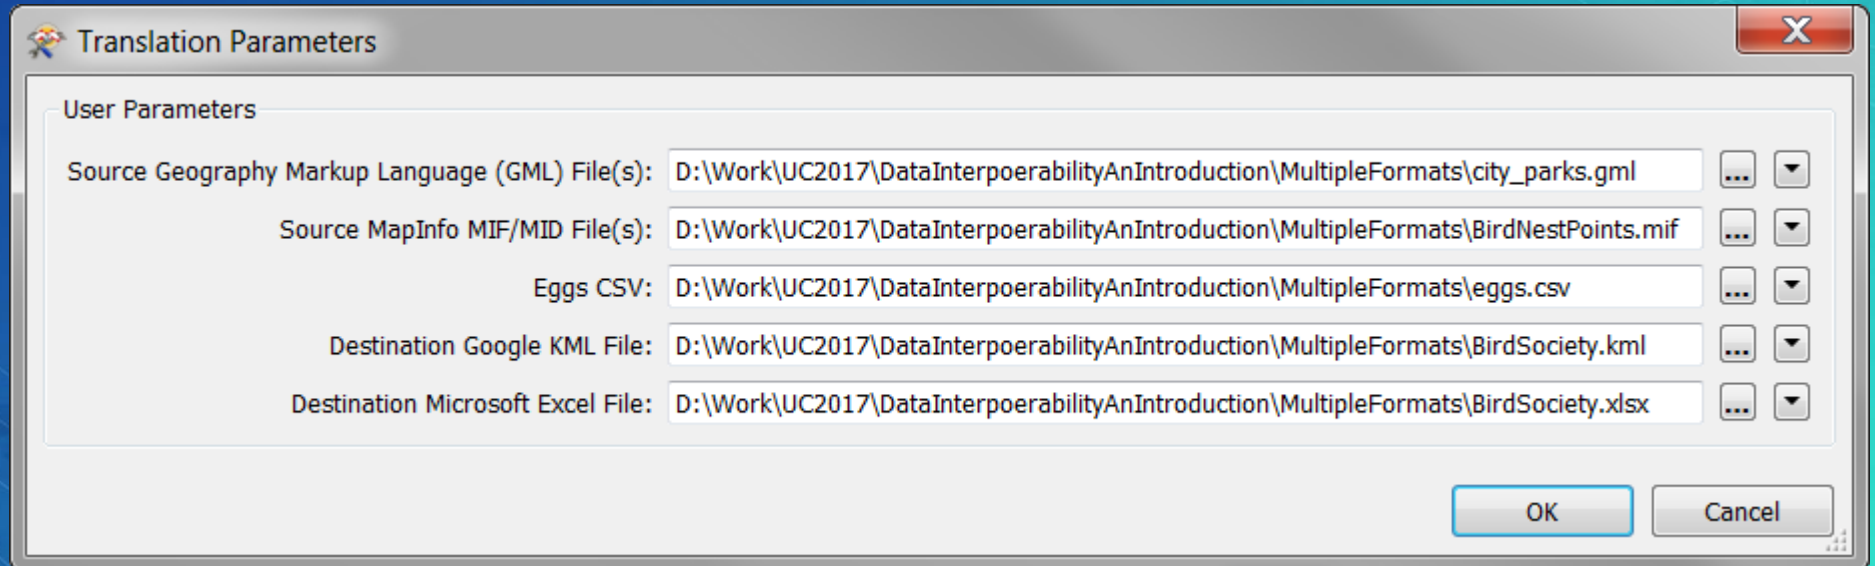 Translation Parameters
User Parameters
Source Geography Markup Language (GML) File(s): D:\Work\UC2017\DataInterpoerabilityAnIntroduction\MultipleFormats\city_parks.gml ...
Source MapInfo MIF/MID File(s): D:\Work\UC2017\DataInterpoerabilityAnIntroduction\MultipleFormats\BirdNestPoints.mif ...
Eggs CSV: D:\Work\UC2017\DataInterpoerabilityAnIntroduction\MultipleFormats\eggs.csv ...
Destination Google KML File: D:\Work\UC2017\DataInterpoerabilityAnIntroduction\MultipleFormats\BirdSociety.kml ...
Destination Microsoft Excel File: D:\Work\UC2017\DataInterpoerabilityAnIntroduction\MultipleFormats\BirdSociety.xlsx ...
OK Cancel